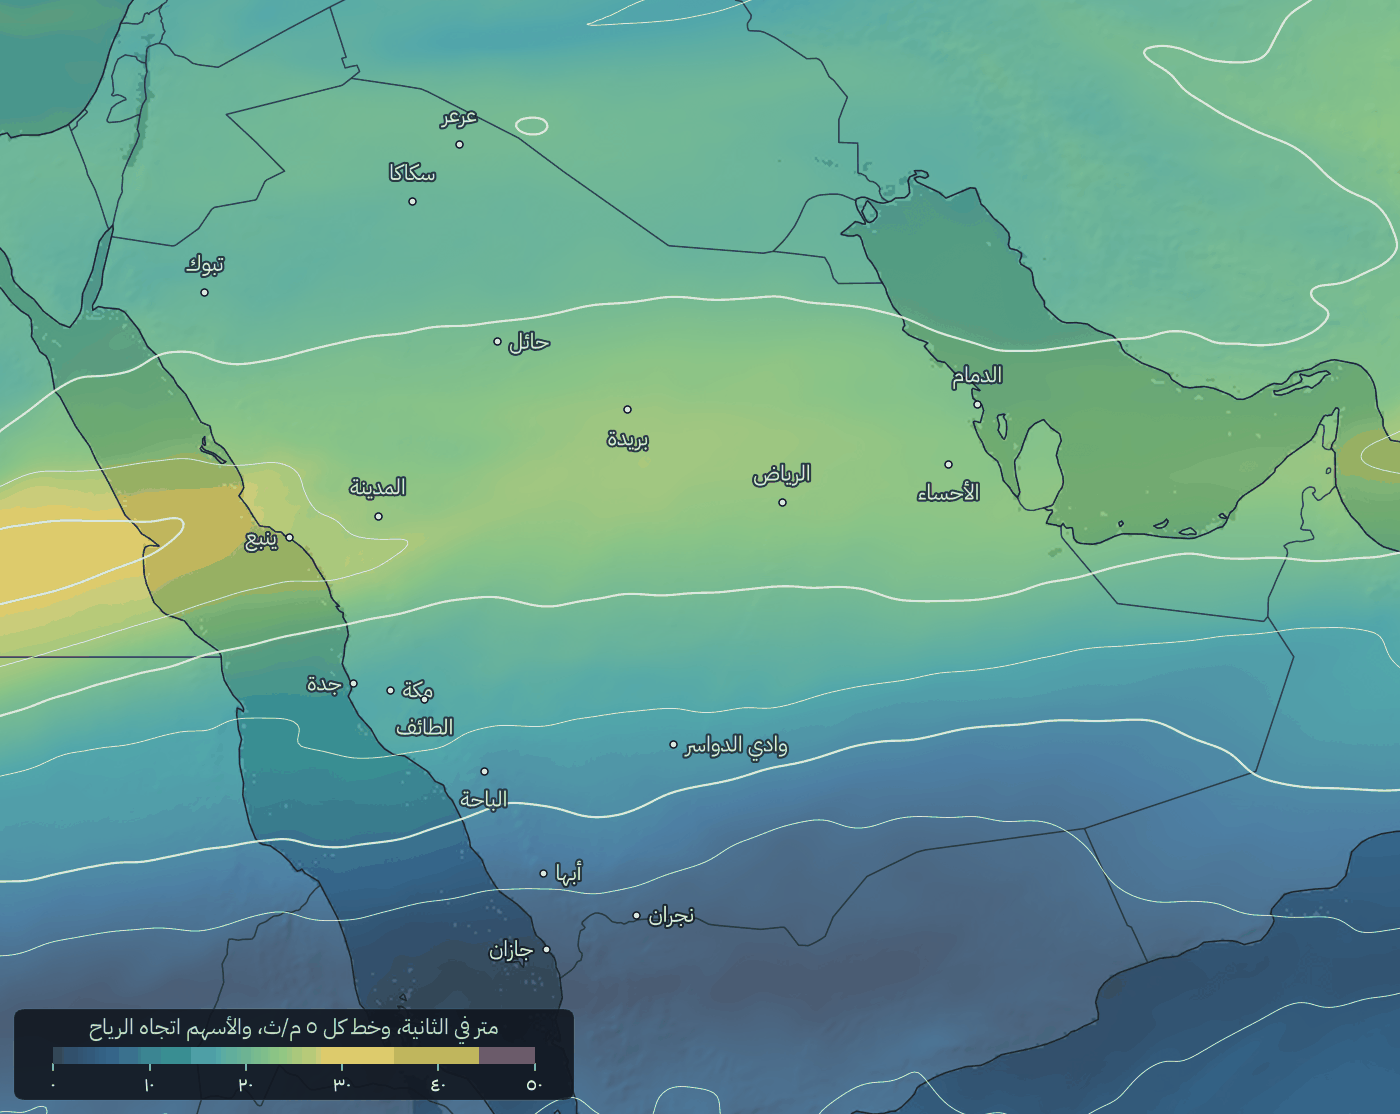 عرعر
سكاكا
تبوك
حائل
الدمام
بريدة
الرياض
الأحساء
المدينة
ينبع
جدة
مكة
الطائف
وادي الدواسر
الباحة
أبها
نجران
جازان
متر في الثانية، وخط كل ٥ م/ث، والأسهم اتجاه الرياح
٠ ١٠ ٢٠ ٣٠ ٤٠ ٥٠